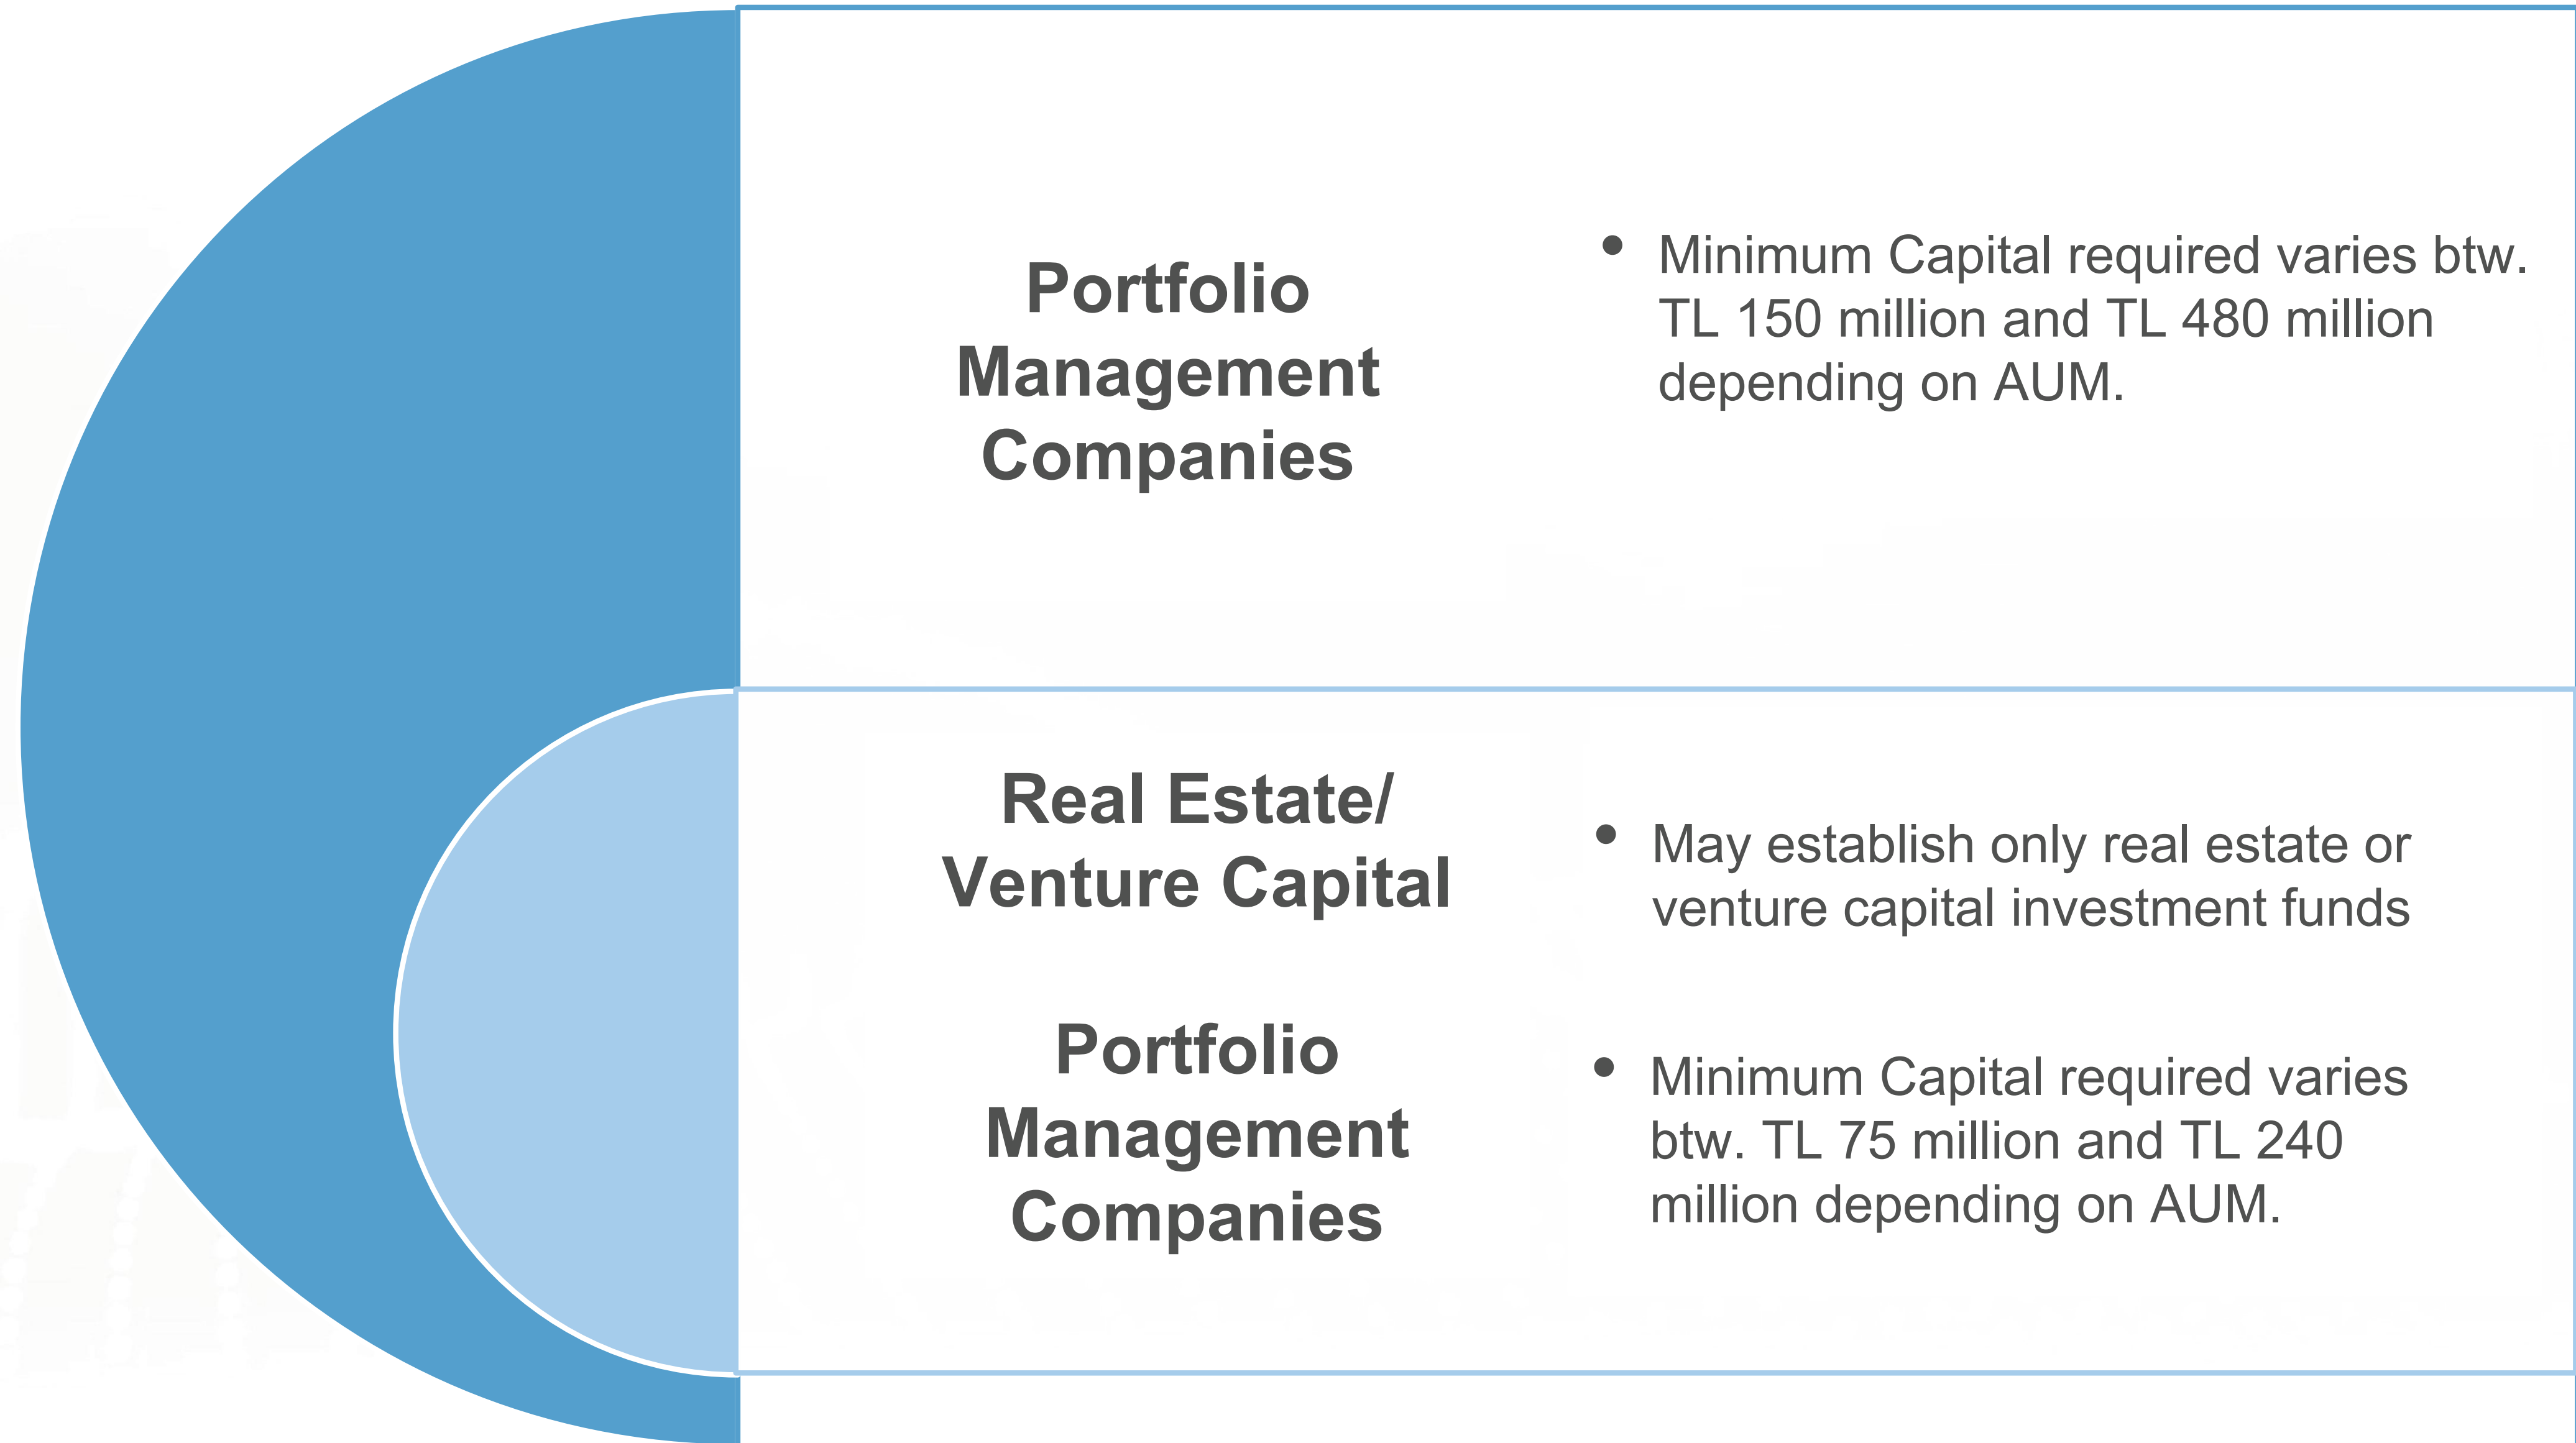 Portfolio
Management
Companies
• Minimum Capital required varies btw.
TL 150 million and TL 480 million
depending on AUM.
Real Estate/
Venture Capital
Portfolio
Management
Companies
• May establish only real estate or
venture capital investment funds
• Minimum Capital required varies
btw. TL 75 million and TL 240
million depending on AUM.